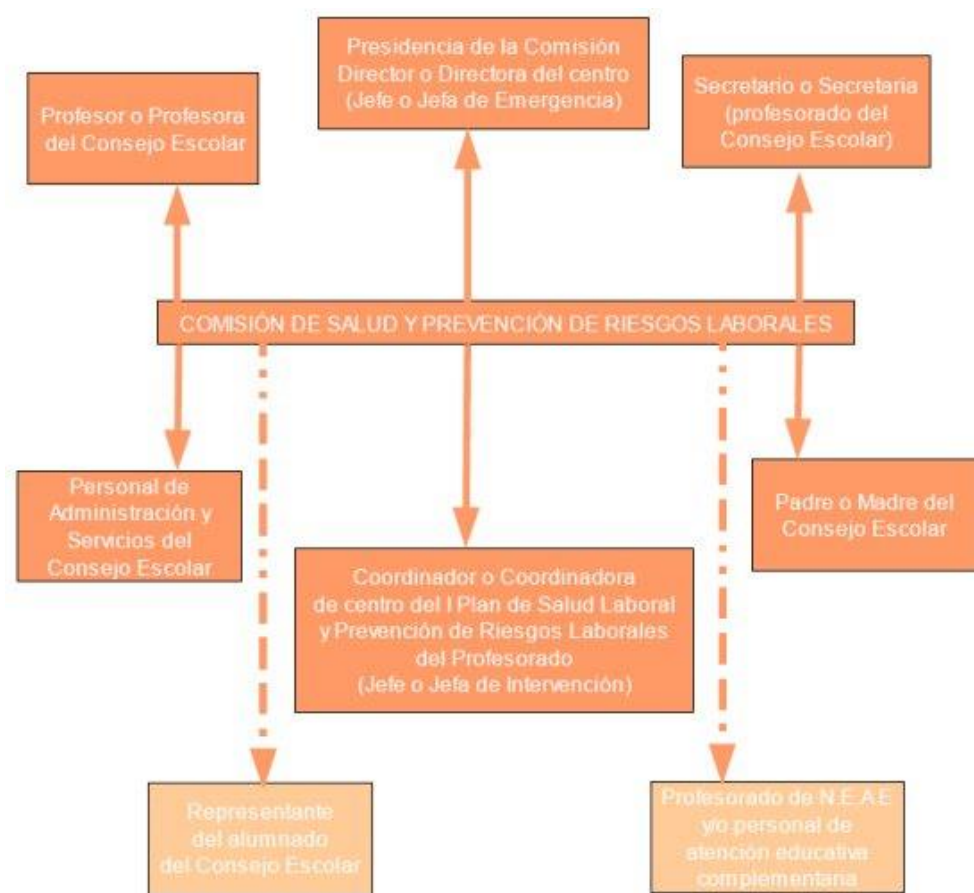 Presidencia de la Comisión
Director o Directora del centro
(Jefe o Jefa de Emergencia)
Profesor o Profesora
del Consejo Escolar
Secretario o Secretaria
(profesorado del
Consejo Escolar)
COMISIÓN DE SALUD Y PREVENCIÓN DE RIESGOS LABORALES
Personal de
Administración y
Servicios del
Consejo Escolar
Padre o Madre del
Consejo Escolar
Coordinador o Coordinadora
de centro del I Plan de Salud Laboral
y Prevención de Riesgos Laborales
del Profesorado
(Jefe o Jefa de Intervención)
Representante
del alumnado
del Consejo Escolar
Profesorado de N.E.A.E
y/o personal de
atención educativa
complementaria